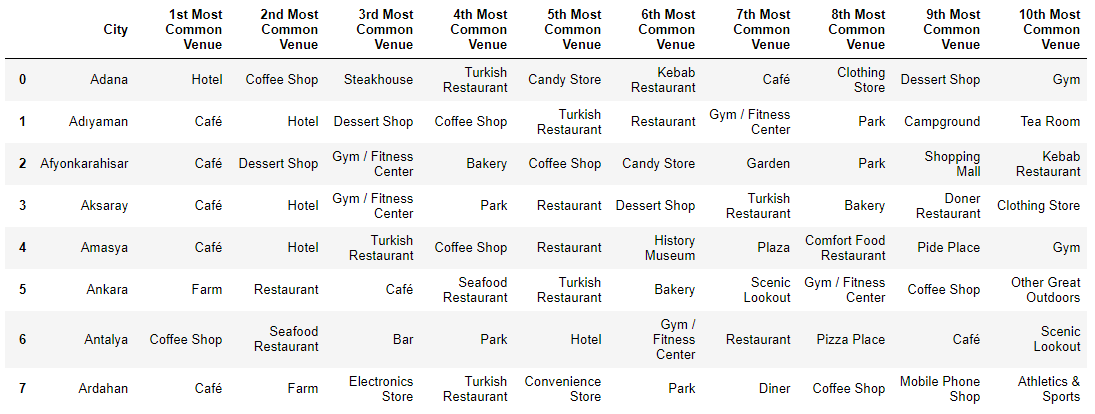 City 1st Most Common Venue 2nd Most Common Venue 3rd Most Common Venue 4th Most Common Venue 5th Most Common Venue 6th Most Common Venue 7th Most Common Venue 8th Most Common Venue 9th Most Common Venue 10th Most Common Venue
0 Adana Hotel Coffee Shop Steakhouse Turkish Restaurant Candy Store Kebab Restaurant Café Clothing Store Dessert Shop Gym
1 Adıyaman Café Hotel Dessert Shop Coffee Shop Turkish Restaurant Restaurant Gym / Fitness Center Park Campground Tea Room
2 Afyonkarahisar Café Dessert Shop Gym / Fitness Center Bakery Coffee Shop Candy Store Garden Park Shopping Mall Kebab Restaurant
3 Aksaray Café Hotel Gym / Fitness Center Park Restaurant Dessert Shop Turkish Restaurant Bakery Doner Restaurant Clothing Store
4 Amasya Café Hotel Turkish Restaurant Coffee Shop Restaurant History Museum Plaza Comfort Food Restaurant Pide Place Gym
5 Ankara Farm Restaurant Café Seafood Restaurant Turkish Restaurant Bakery Scenic Lookout Gym / Fitness Center Coffee Shop Other Great Outdoors
6 Antalya Coffee Shop Seafood Restaurant Bar Park Hotel Gym / Fitness Center Restaurant Pizza Place Café Scenic Lookout
7 Ardahan Café Farm Electronics Store Turkish Restaurant Convenience Store Park Diner Coffee Shop Mobile Phone Shop Athletics & Sports